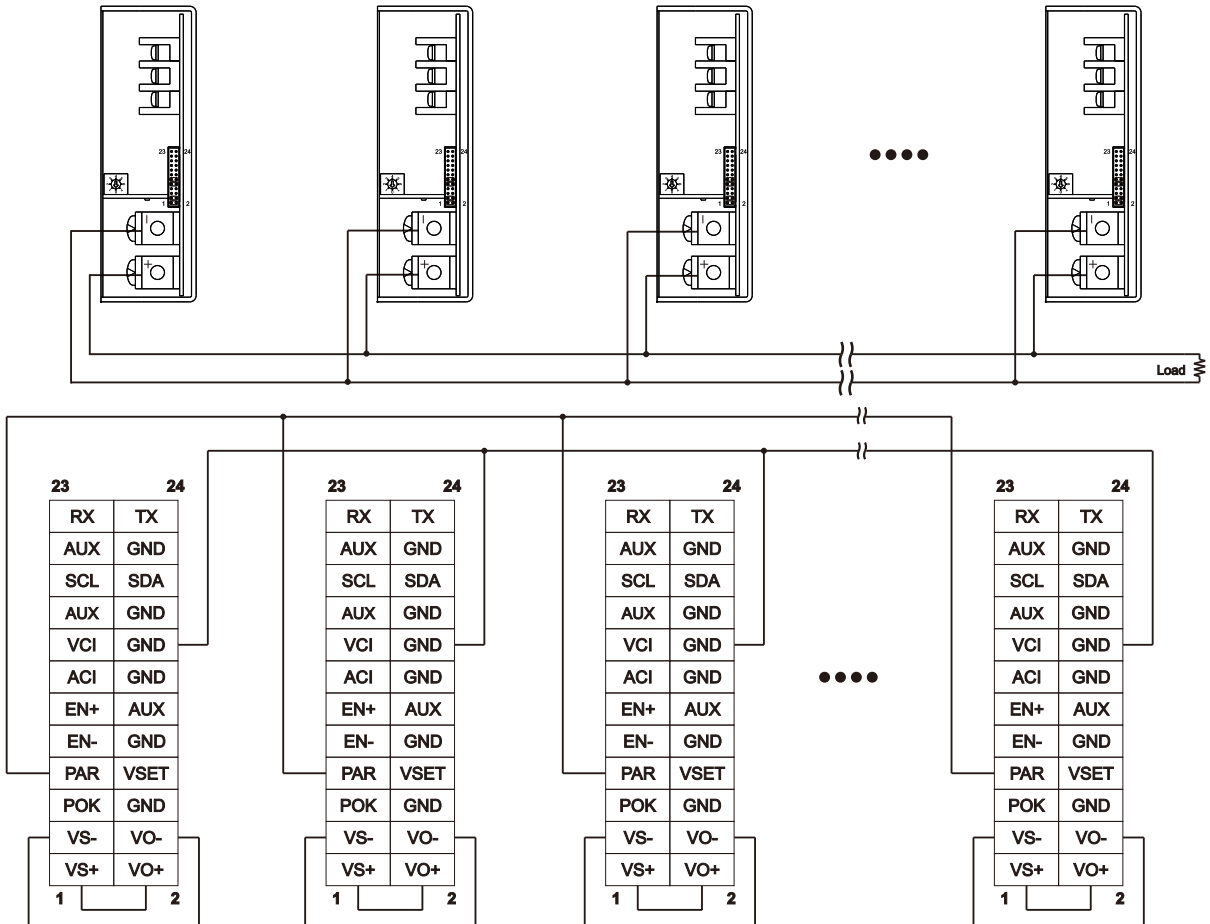 23 24 23 24 23 24 23 24
1 2 1 2 1 2 1 2
− − − −
+ + + +
Load
23 24 23 24 23 24 23 24
RX TX RX TX RX TX RX TX
AUX GND AUX GND AUX GND AUX GND
SCL SDA SCL SDA SCL SDA SCL SDA
AUX GND AUX GND AUX GND AUX GND
VCI GND VCI GND VCI GND VCI GND
ACI GND ACI GND ACI GND ACI GND
EN+ AUX EN+ AUX EN+ AUX EN+ AUX
EN- GND EN- GND EN- GND EN- GND
PAR VSET PAR VSET PAR VSET PAR VSET
POK GND POK GND POK GND POK GND
VS- VO- VS- VO- VS- VO- VS- VO-
VS+ VO+ VS+ VO+ VS+ VO+ VS+ VO+
1 2 1 2 1 2 1 2